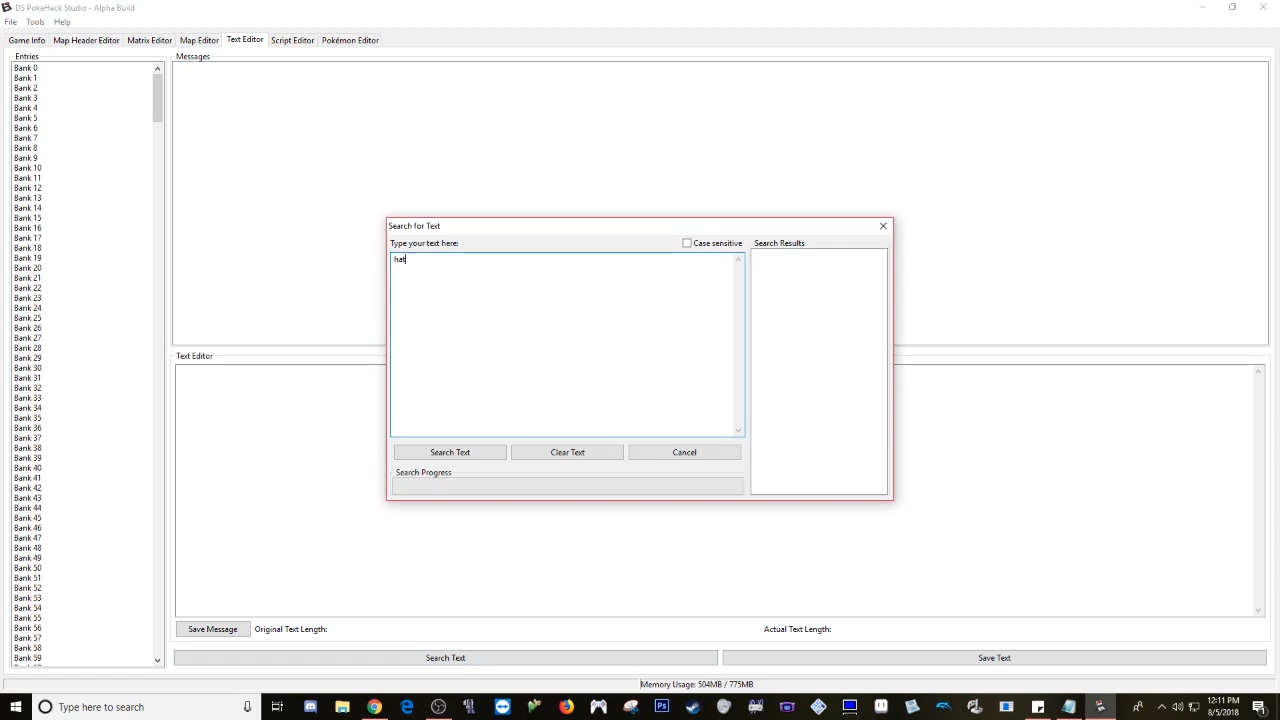 DS PokeHack Studio - Alpha Build
File Tools Help
Game Info Map Header Editor Matrix Editor Map Editor Text Editor Script Editor Pokémon Editor
Entries
Messages
Bank 0
Bank 1
Bank 2
Bank 3
Bank 4
Bank 5
Bank 6
Bank 7
Bank 8
Bank 9
Bank 10
Bank 11
Bank 12
Bank 13
Bank 14
Bank 15
Bank 16
Bank 17
Bank 18
Bank 19
Bank 20
Bank 21
Bank 22
Bank 23
Bank 24
Bank 25
Bank 26
Bank 27
Bank 28
Bank 29
Bank 30
Bank 31
Bank 32
Bank 33
Bank 34
Bank 35
Bank 36
Bank 37
Bank 38
Bank 39
Bank 40
Bank 41
Bank 42
Bank 43
Bank 44
Bank 45
Bank 46
Bank 47
Bank 48
Bank 49
Bank 50
Bank 51
Bank 52
Bank 53
Bank 54
Bank 55
Bank 56
Bank 57
Bank 58
Bank 59
Search for Text
Type your text here:
Case sensitive
Search Results
hat
Search Text
Clear Text
Cancel
Search Progress
Text Editor
Save Message
Original Text Length:
Actual Text Length:
Search Text
Save Text
Memory Usage: 504MB / 775MB
Type here to search
12:11 PM
8/5/2018